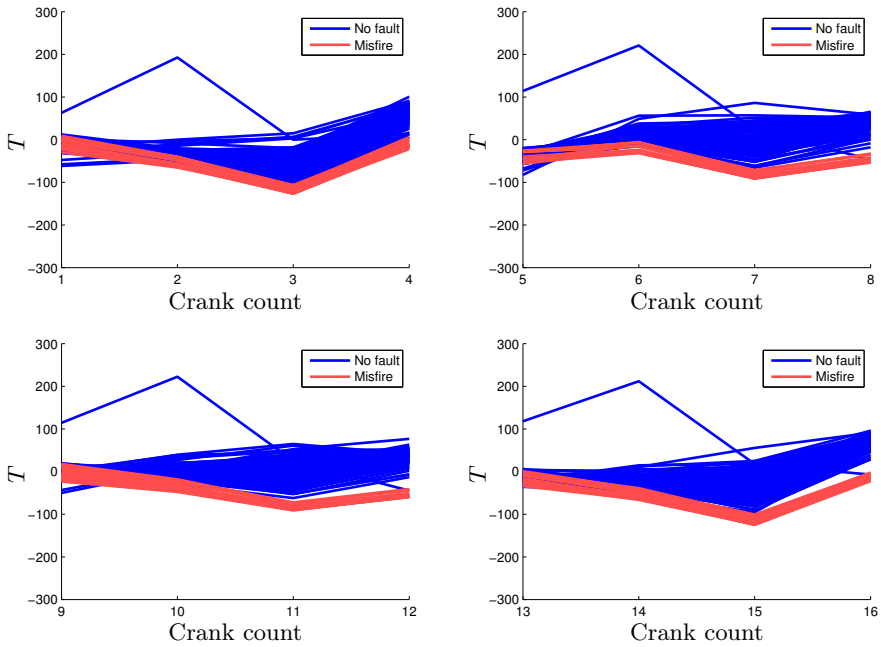 300
200
100
0
−100
−200
−300
T
1 2 3 4
Crank count
No fault
Misfire
300
200
100
0
−100
−200
−300
T
5 6 7 8
Crank count
No fault
Misfire
300
200
100
0
−100
−200
−300
T
9 10 11 12
Crank count
No fault
Misfire
300
200
100
0
−100
−200
−300
T
13 14 15 16
Crank count
No fault
Misfire